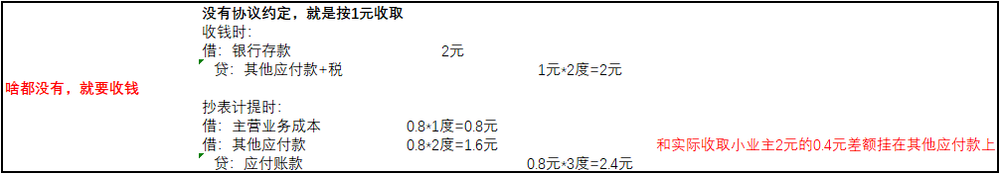 没有协议约定，就是按1元收取
收钱时：
借：银行存款 2元
贷：其他应付款+税 1元*2度=2元
啥都没有，就要收钱
抄表计提时：
借：主营业务成本 0.8*1度=0.8元
借：其他应付款 0.8*2度=1.6元 和实际收取小业主2元的0.4元差额挂在其他应付款上
贷：应付账款 0.8元*3度=2.4元